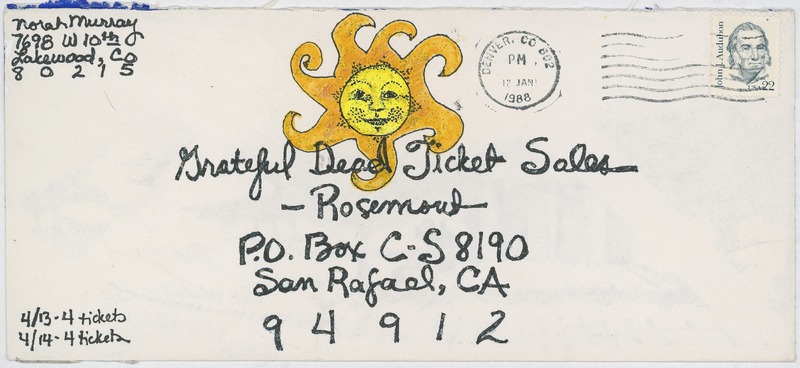 Norah Murray
7698 W 10th
Lakewood, Co
8 0 2 1 5
DENVER, CO 802
PM
12 JAN
1988
John J. Audubon
USA 22
Grateful Dead Ticket Sales
- Rosemont -
P.O. Box C-S 8190
San Rafael, CA
9 4 9 1 2
4/13 - 4 tickets
4/14 - 4 tickets